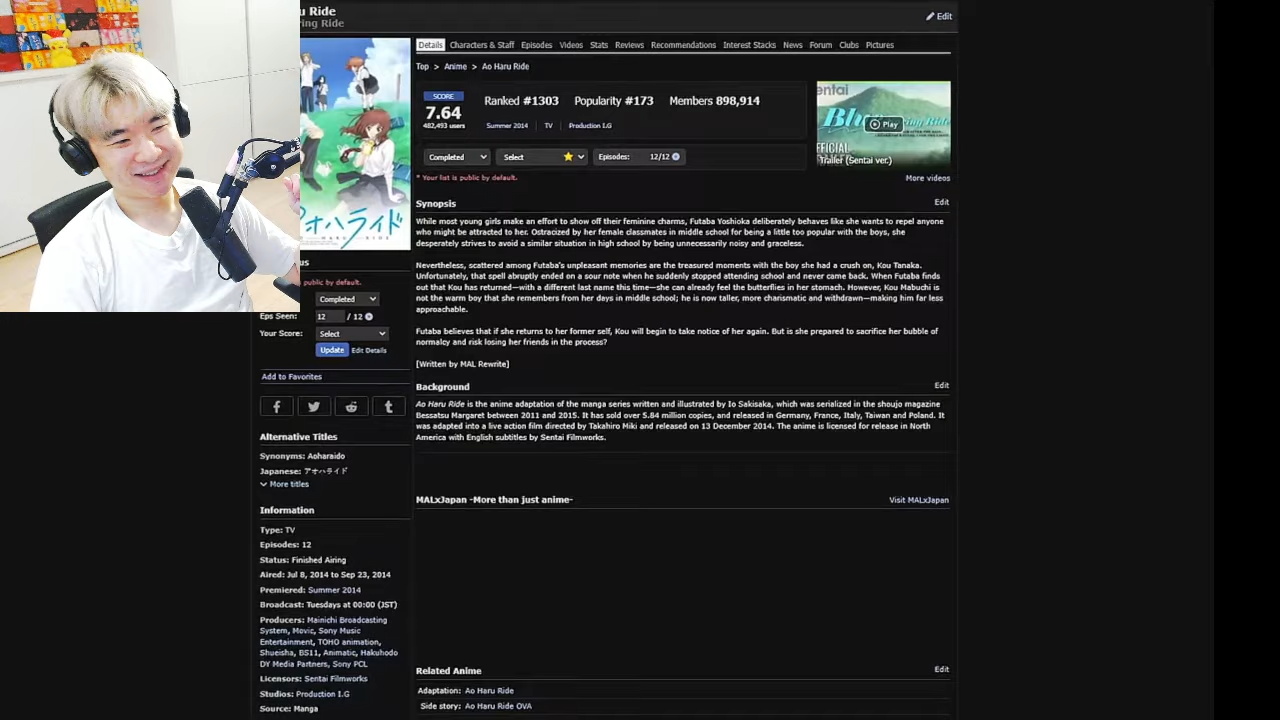 u Ride
ring Ride
Edit
Details Characters & Staff Episodes Videos Stats Reviews Recommendations Interest Stacks News Forum Clubs Pictures
Top > Anime > Ao Haru Ride
SCORE
7.64
482,493 users
Ranked #1303 Popularity #173 Members 898,914
Summer 2014 | TV | Production I.G
Completed Select Episodes: 12/12
* Your list is public by default.
entai
Play
Trailer (Sentai ver.)
More videos
Synopsis Edit
While most young girls make an effort to show off their feminine charms, Futaba Yoshioka deliberately behaves like she wants to repel anyone
who might be attracted to her. Ostracized by her female classmates in middle school for being a little too popular with the boys, she
desperately strives to avoid a similar situation in high school by being unnecessarily noisy and graceless.
Nevertheless, scattered among Futaba's unpleasant memories are the treasured moments with the boy she had a crush on, Kou Tanaka.
Unfortunately, that spell abruptly ended on a sour note when he suddenly stopped attending school and never came back. When Futaba finds
out that Kou has returned—with a different last name this time—she can already feel the butterflies in her stomach. However, Kou Mabuchi is
not the warm boy that she remembers from her days in middle school; he is now taller, more charismatic and withdrawn—making him far less
approachable.
Futaba believes that if she returns to her former self, Kou will begin to take notice of her again. But is she prepared to sacrifice her bubble of
normalcy and risk losing her friends in the process?
[Written by MAL Rewrite]
Background Edit
Ao Haru Ride is the anime adaptation of the manga series written and illustrated by Io Sakisaka, which was serialized in the shoujo magazine
Bessatsu Margaret between 2011 and 2015. It has sold over 5.84 million copies, and released in Germany, France, Italy, Taiwan and Poland. It
was adapted into a live action film directed by Takahiro Miki and released on 13 December 2014. The anime is licensed for release in North
America with English subtitles by Sentai Filmworks.
MALxJapan -More than just anime-
Visit MALxJapan
Related Anime Edit
Adaptation: Ao Haru Ride
Side story: Ao Haru Ride OVA
アオハライド
us
public by default.
Completed
Eps Seen: 12 / 12
Your Score: Select
Update Edit Details
Add to Favorites
Alternative Titles
Synonyms: Aoharaido
Japanese: アオハライド
More titles
Information
Type: TV
Episodes: 12
Status: Finished Airing
Aired: Jul 8, 2014 to Sep 23, 2014
Premiered: Summer 2014
Broadcast: Tuesdays at 00:00 (JST)
Producers: Mainichi Broadcasting
System, Movic, Sony Music
Entertainment, TOHO animation,
Shueisha, BS11, Animatic, Hakuhodo
DY Media Partners, Sony PCL
Licensors: Sentai Filmworks
Studios: Production I.G
Source: Manga